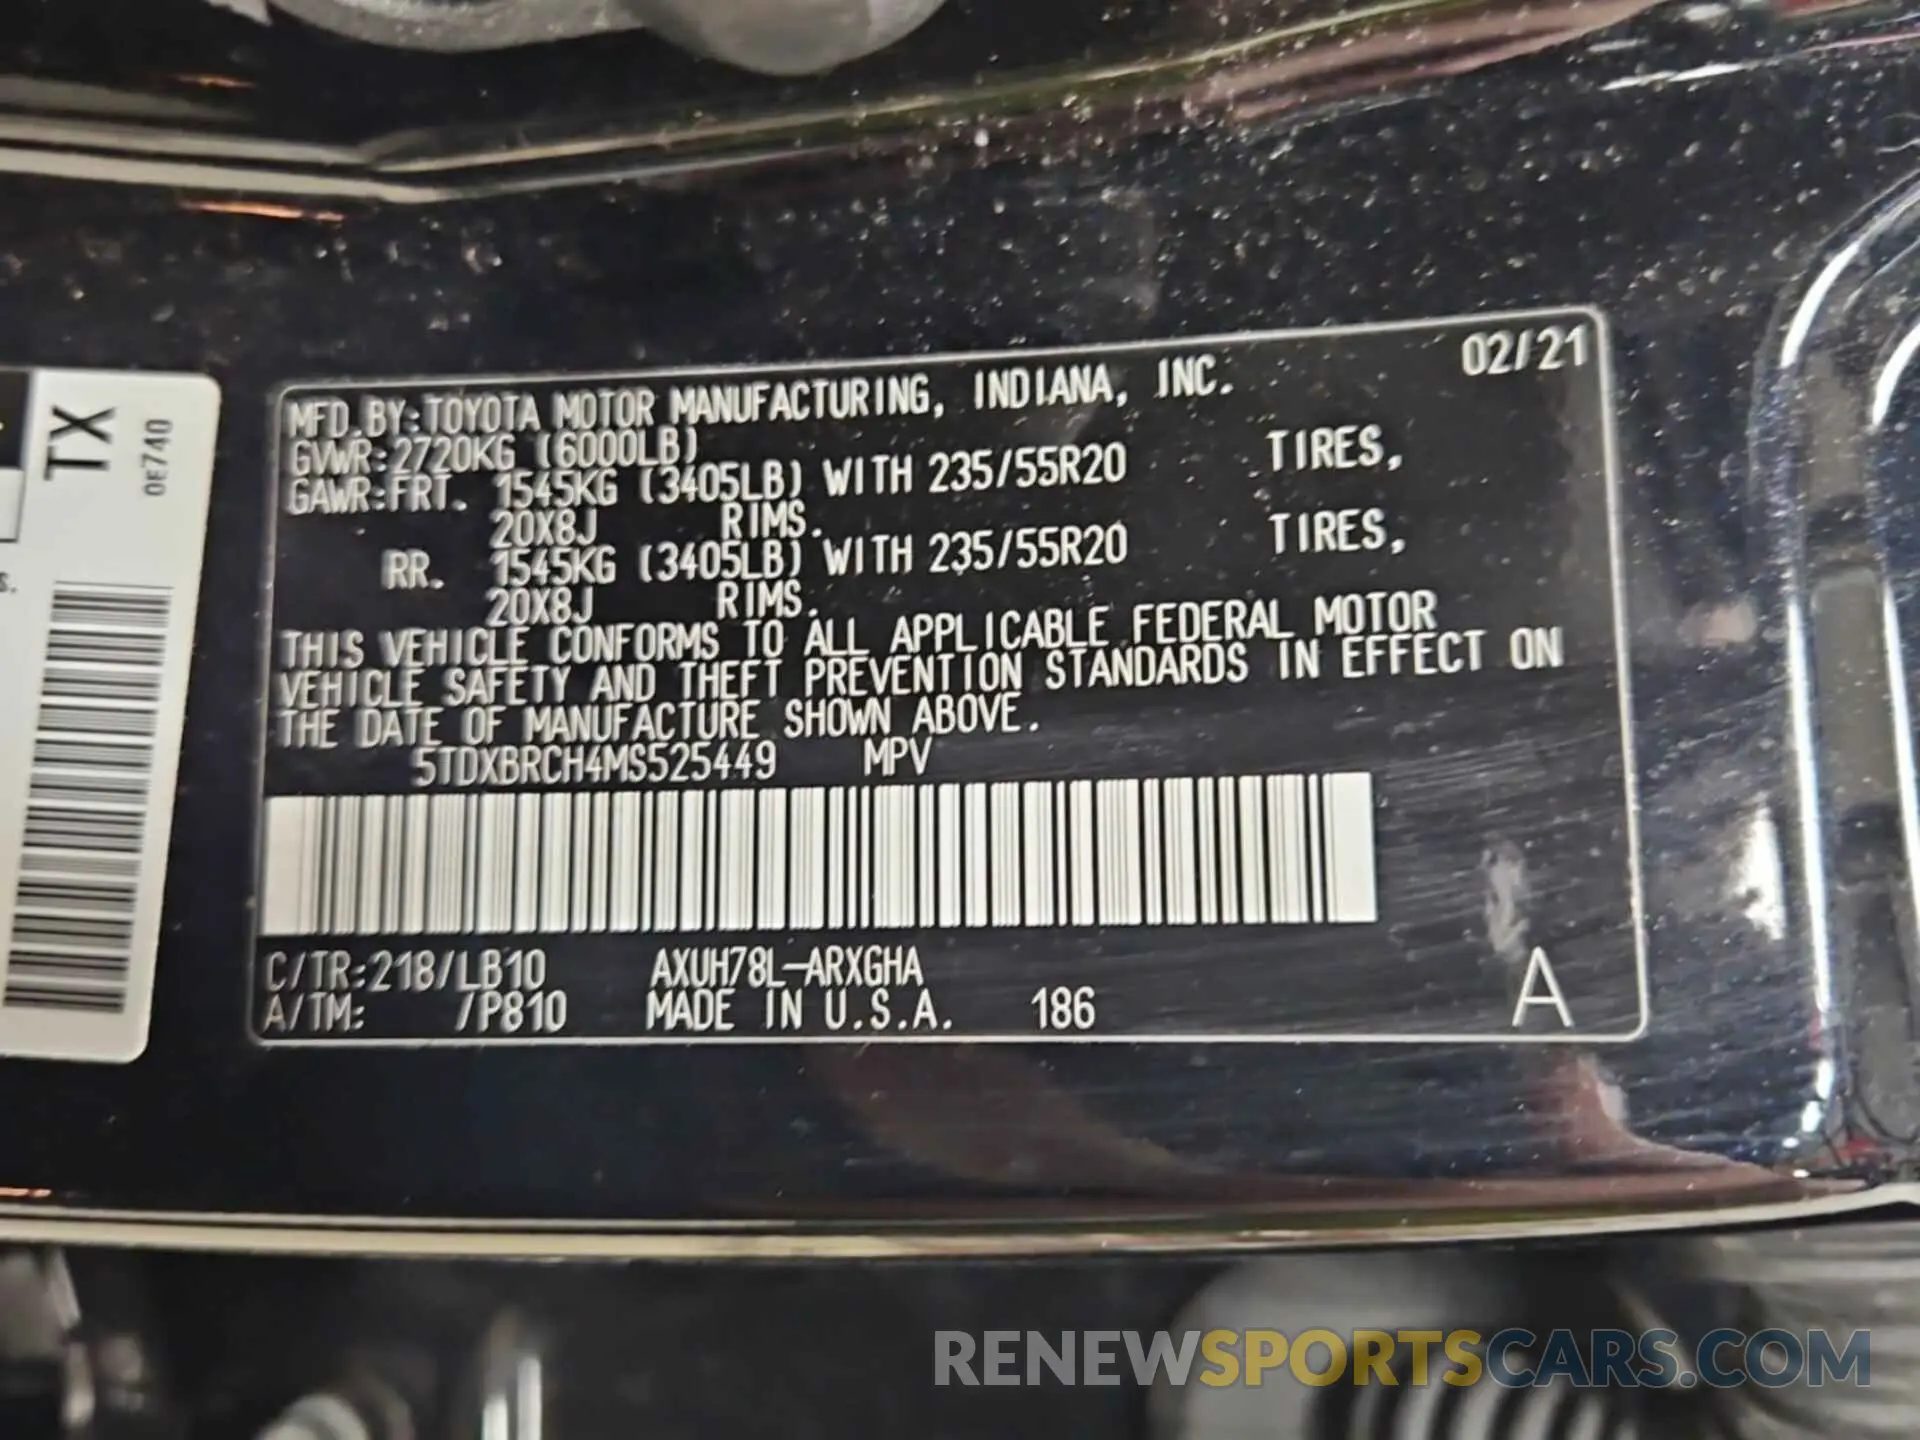 TX
0E740
S.
MFD.BY:TOYOTA MOTOR MANUFACTURING, INDIANA, INC. 02/21
GVWR:2720KG (6000LB)
GAWR:FRT. 1545KG (3405LB) WITH 235/55R20 TIRES,
20X8J RIMS.
RR. 1545KG (3405LB) WITH 235/55R20 TIRES,
20X8J RIMS.
THIS VEHICLE CONFORMS TO ALL APPLICABLE FEDERAL MOTOR
VEHICLE SAFETY AND THEFT PREVENTION STANDARDS IN EFFECT ON
THE DATE OF MANUFACTURE SHOWN ABOVE.
5TDXBRCH4MS525449 MPV
C/TR:218/LB10 AXUH78L-ARXGHA
A/TM: /P810 MADE IN U.S.A. 186 A
RENEWSPORTSCARS.COM